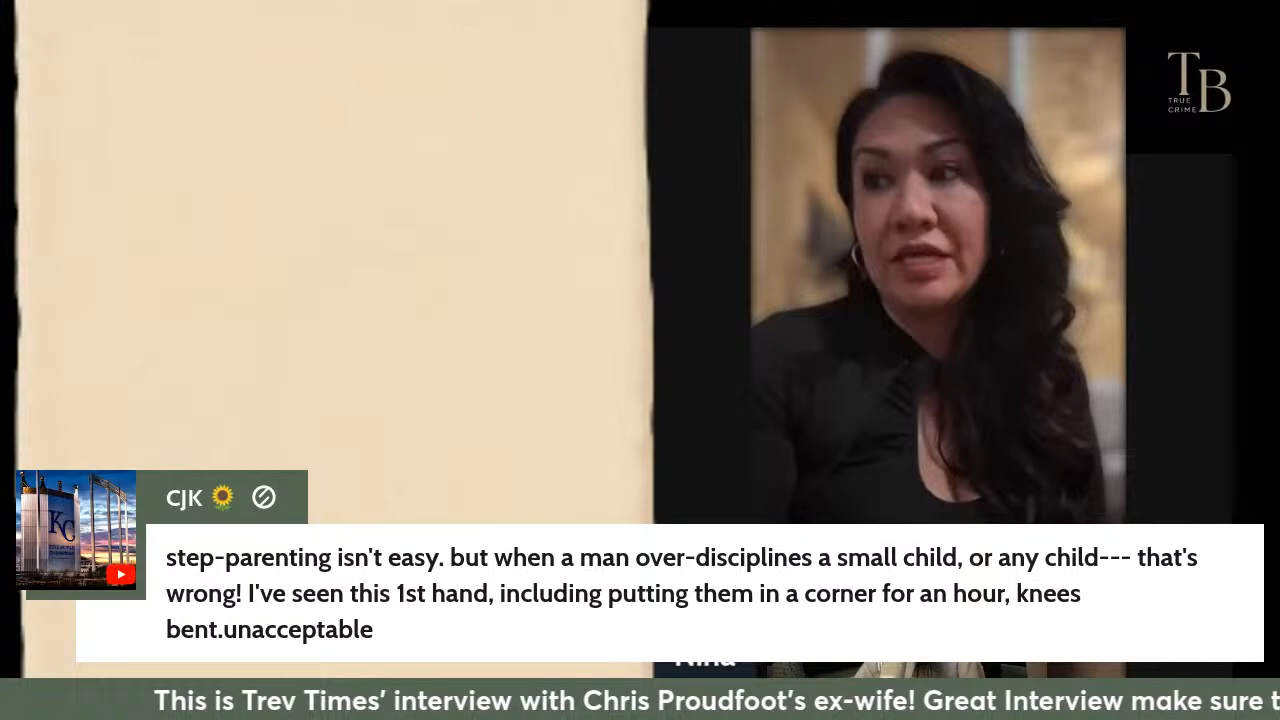 TB
TRUE
CRIME
KC
CJK 🌻
step-parenting isn't easy. but when a man over-disciplines a small child, or any child--- that's
wrong! I've seen this 1st hand, including putting them in a corner for an hour, knees
bent.unacceptable
Nina
This is Trev Times' interview with Chris Proudfoot's ex-wife! Great Interview make sure t